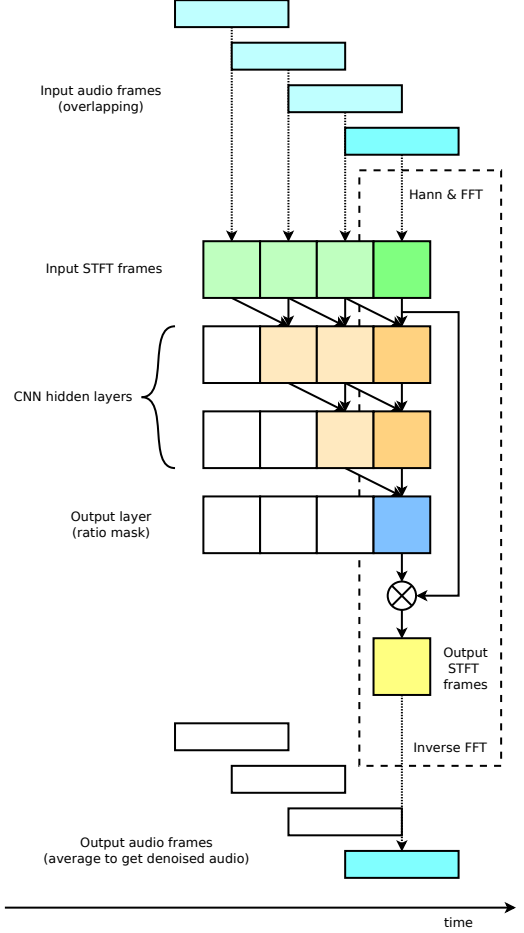 Input audio frames
(overlapping)
Hann & FFT
Input STFT frames
CNN hidden layers
Output layer
(ratio mask)
Output
STFT
frames
Inverse FFT
Output audio frames
(average to get denoised audio)
time